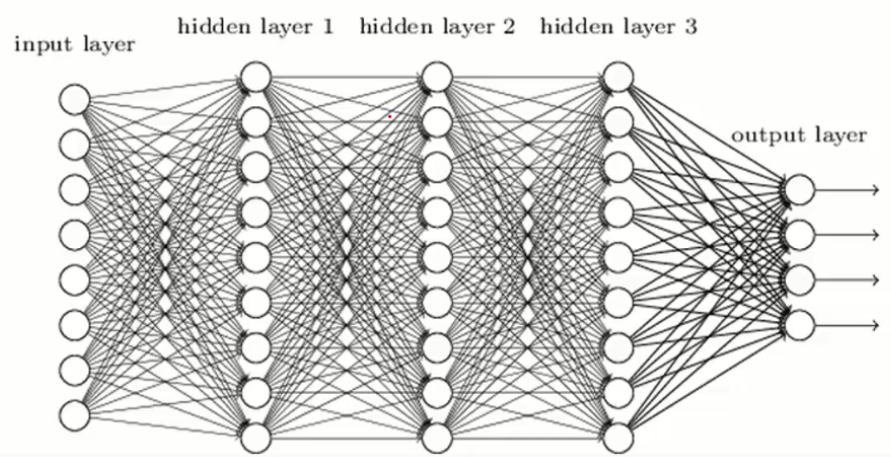 input layer
hidden layer 1
hidden layer 2
hidden layer 3
output layer